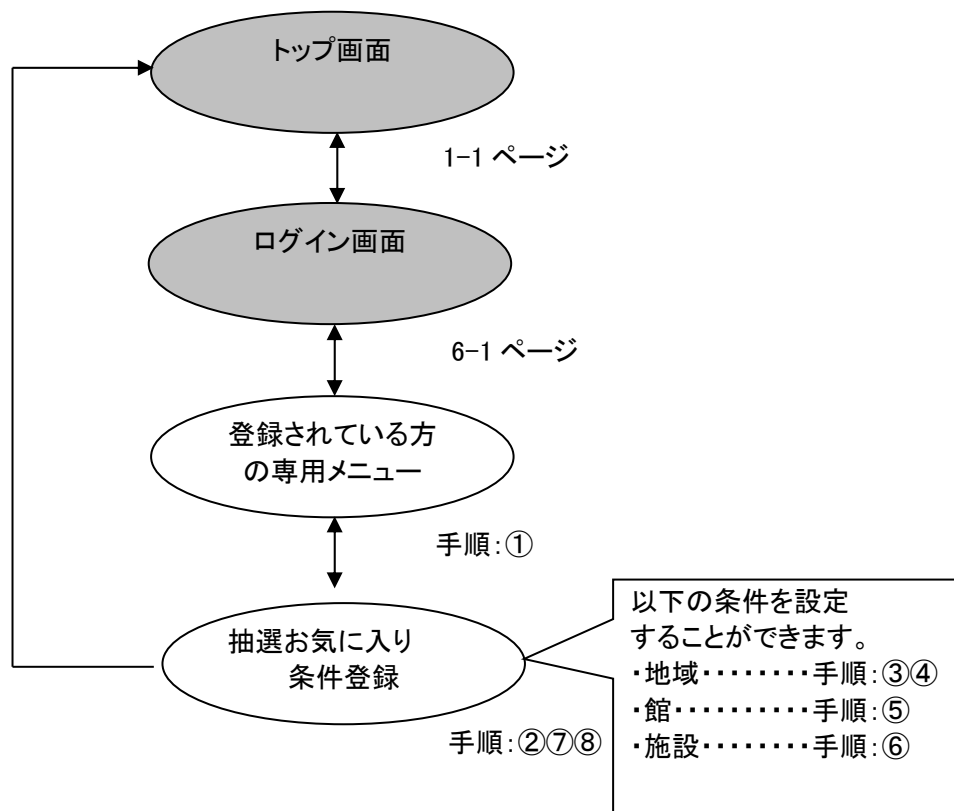 トップ画面
1-1 ページ
ログイン画面
6-1 ページ
登録されている方
の専用メニュー
手順：①
抽選お気に入り
条件登録
手順：②⑦⑧
以下の条件を設定
することができます。
・地域・・・・・・・・手順：③④
・館・・・・・・・・・・手順：⑤
・施設・・・・・・・・手順：⑥